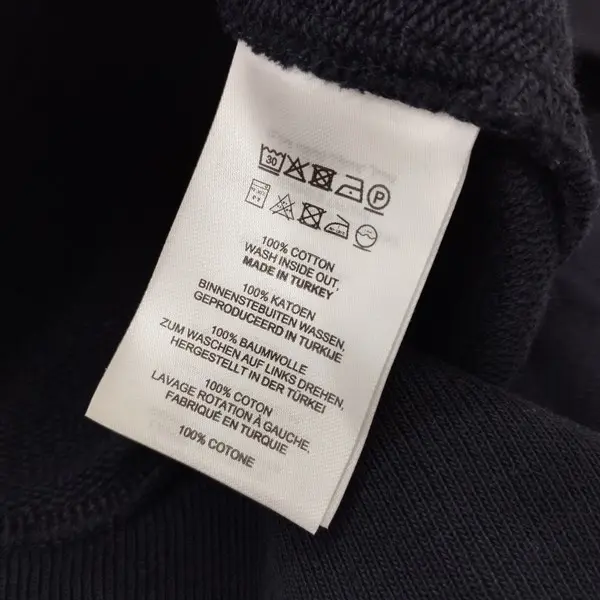 30 P
100% COTTON
WASH INSIDE OUT.
MADE IN TURKEY
100% KATOEN
BINNENSTEBUITEN WASSEN.
GEPRODUCEERD IN TURKIJE
100% BAUMWOLLE
ZUM WASCHEN AUF LINKS DREHEN.
HERGESTELLT IN DER TÜRKEI
100% COTON
LAVAGE ROTATION À GAUCHE.
FABRIQUÉ EN TURQUIE
100% COTONE